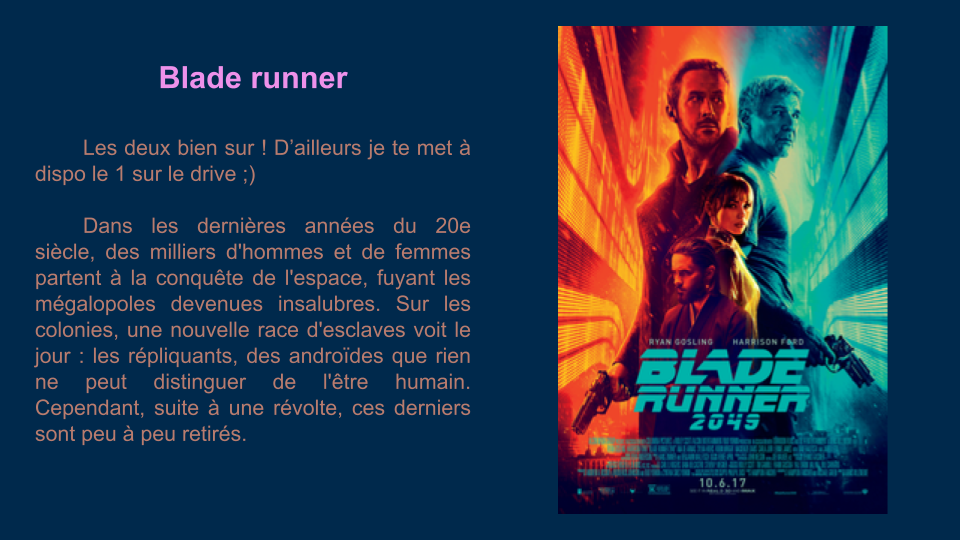 Blade runner
Les deux bien sur ! D’ailleurs je te met à
dispo le 1 sur le drive ;)
Dans les dernières années du 20e
siècle, des milliers d'hommes et de femmes
partent à la conquête de l'espace, fuyant les
mégalopoles devenues insalubres. Sur les
colonies, une nouvelle race d'esclaves voit le
jour : les répliquants, des androïdes que rien
ne peut distinguer de l'être humain.
Cependant, suite à une révolte, ces derniers
sont peu à peu retirés.
RYAN GOSLING HARRISON FORD
BLADE
RUNNER
2049
10.6.17